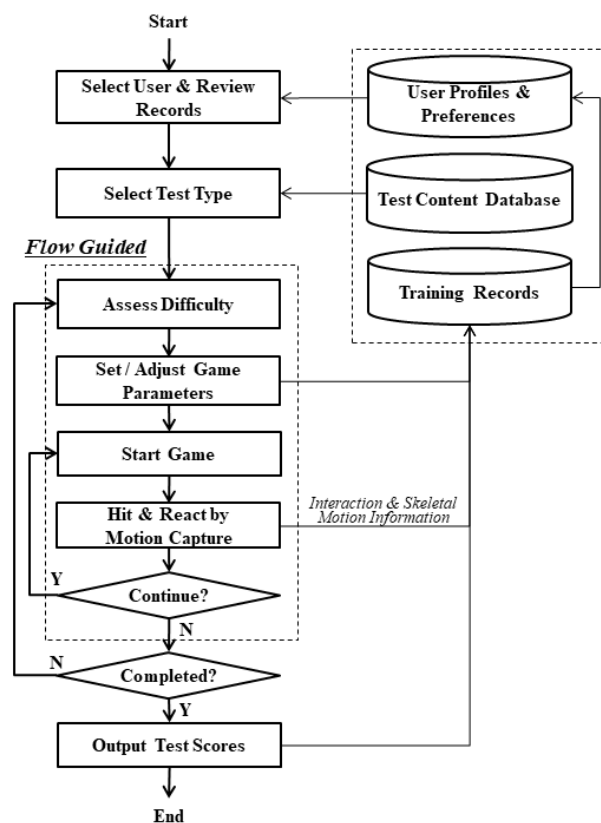 Start
Select User & Review
Records
User Profiles &
Preferences
Select Test Type
Test Content Database
Flow Guided
Training Records
Assess Difficulty
Set / Adjust Game
Parameters
Start Game
Hit & React by
Motion Capture
Interaction & Skeletal
Motion Information
Y
Continue?
N
N
Completed?
Y
Output Test Scores
End